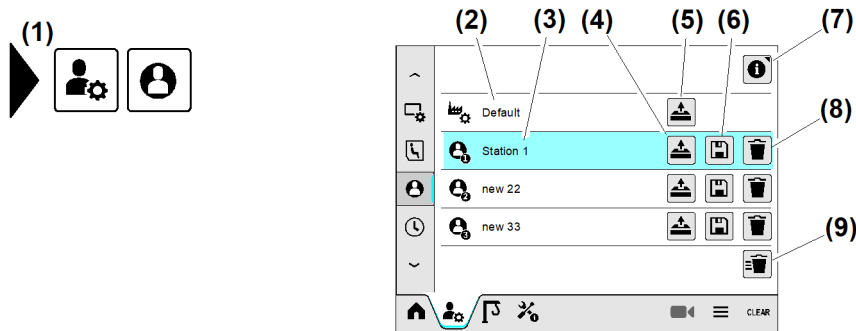 (1)
(2)
(3)
(4)
(5)
(6)
(7)
Default
Station 1
(8)
new 22
new 33
(9)
CLEAR